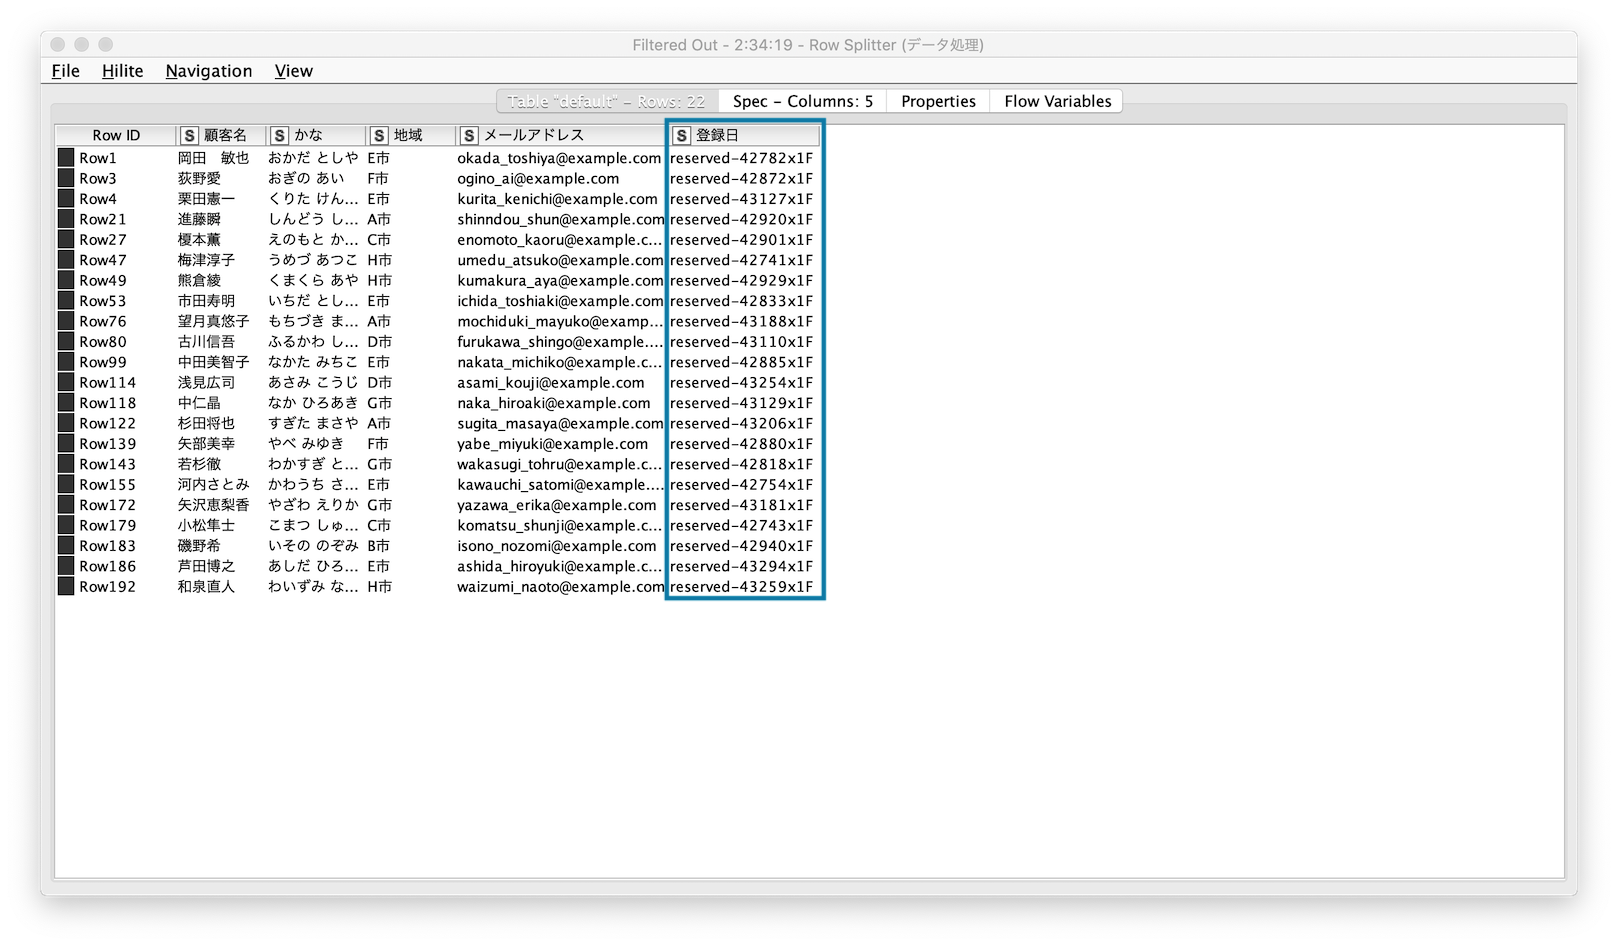 Filtered Out - 2:34:19 - Row Splitter (データ処理)
File Hilite Navigation View
Table "default" - Rows: 22 Spec - Columns: 5 Properties Flow Variables
Row ID S 顧客名 S かな S 地域 S メールアドレス S 登録日
Row1 岡田　敏也 おかだ としや E市 okada_toshiya@example.com reserved-42782x1F
Row3 荻野愛 おぎの あい F市 ogino_ai@example.com reserved-42872x1F
Row4 栗田憲一 くりた けん... E市 kurita_kenichi@example.com reserved-43127x1F
Row21 進藤瞬 しんどう し... A市 shinndou_shun@example.com reserved-42920x1F
Row27 榎本薫 えのもと か... C市 enomoto_kaoru@example.c... reserved-42901x1F
Row47 梅津淳子 うめづ あつこ H市 umedu_atsuko@example.com reserved-42741x1F
Row49 熊倉綾 くまくら あや H市 kumakura_aya@example.com reserved-42929x1F
Row53 市田寿明 いちだ とし... E市 ichida_toshiaki@example.com reserved-42833x1F
Row76 望月真悠子 もちづき ま... A市 mochiduki_mayuko@examp... reserved-43188x1F
Row80 古川信吾 ふるかわ し... D市 furukawa_shingo@example.... reserved-43110x1F
Row99 中田美智子 なかた みちこ E市 nakata_michiko@example.c... reserved-42885x1F
Row114 浅見広司 あさみ こうじ D市 asami_kouji@example.com reserved-43254x1F
Row118 中仁晶 なか ひろあき G市 naka_hiroaki@example.com reserved-43129x1F
Row122 杉田将也 すぎた まさや A市 sugita_masaya@example.com reserved-43206x1F
Row139 矢部美幸 やべ みゆき F市 yabe_miyuki@example.com reserved-42880x1F
Row143 若杉徹 わかすぎ と... G市 wakasugi_tohru@example.c... reserved-42818x1F
Row155 河内さとみ かわうち さ... E市 kawauchi_satomi@example.... reserved-42754x1F
Row172 矢沢恵梨香 やざわ えりか G市 yazawa_erika@example.com reserved-43181x1F
Row179 小松隼士 こまつ しゅ... C市 komatsu_shunji@example.c... reserved-42743x1F
Row183 磯野希 いその のぞみ B市 isono_nozomi@example.com reserved-42940x1F
Row186 芦田博之 あしだ ひろ... E市 ashida_hiroyuki@example.c... reserved-43294x1F
Row192 和泉直人 わいずみ な... H市 waizumi_naoto@example.com reserved-43259x1F